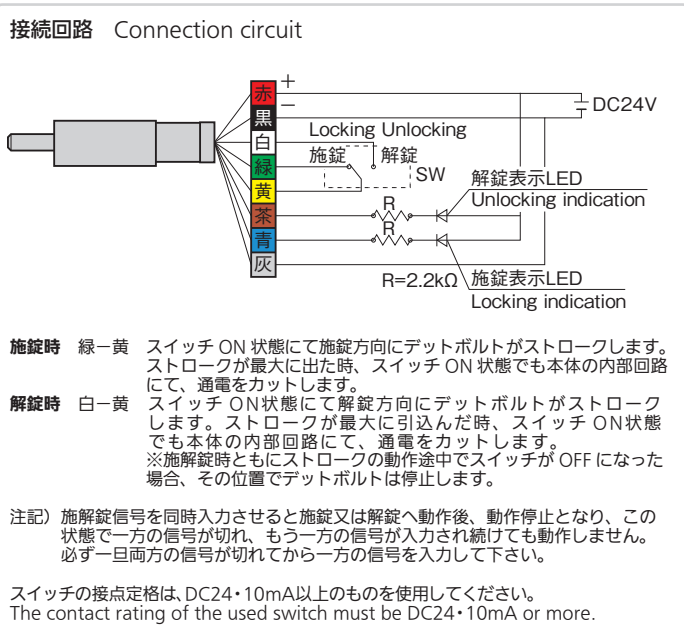 接続回路 Connection circuit
赤 +
黒 −
白
緑
黄
茶
青
灰
DC24V
Locking Unlocking
施錠 解錠
SW
解錠表示LED
Unlocking indication
R
R
R=2.2kΩ
施錠表示LED
Locking indication
施錠時 緑−黄 スイッチ ON 状態にて施錠方向にデットボルトがストロークします。
ストロークが最大に出た時、スイッチ ON 状態でも本体の内部回路
にて、通電をカットします。
解錠時 白−黄 スイッチ ON状態にて解錠方向にデットボルトがストローク
します。ストロークが最大に引込んだ時、スイッチ ON状態
でも本体の内部回路にて、通電をカットします。
※施解錠時ともにストロークの動作途中でスイッチが OFF になった
場合、その位置でデットボルトは停止します。
注記）施解錠信号を同時入力させると施錠又は解錠へ動作後、動作停止となり、この
状態で一方の信号が切れ、もう一方の信号が入力され続けても動作しません。
必ず一旦両方の信号が切れてから一方の信号を入力して下さい。
スイッチの接点定格は、DC24・10mA以上のものを使用してください。
The contact rating of the used switch must be DC24・10mA or more.